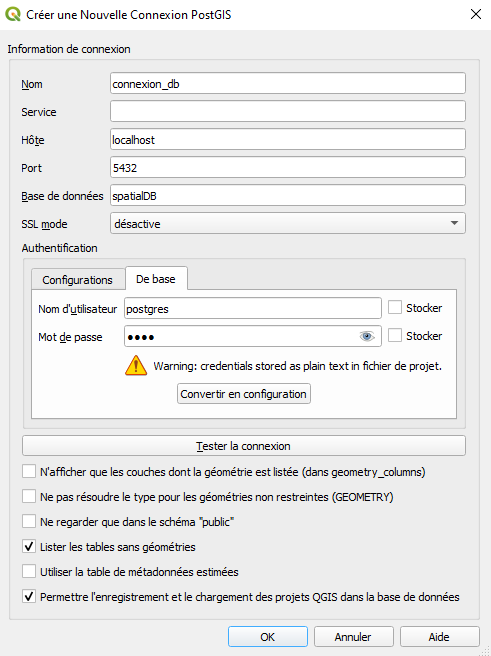 Créer une Nouvelle Connexion PostGIS
Information de connexion
Nom connexion_db
Service
Hôte localhost
Port 5432
Base de données spatialDB
SSL mode désactive
Authentification
Configurations De base
Nom d'utilisateur postgres Stocker
Mot de passe ●●●● Stocker
Warning: credentials stored as plain text in fichier de projet.
Convertir en configuration
Tester la connexion
N'afficher que les couches dont la géométrie est listée (dans geometry_columns)
Ne pas résoudre le type pour les géométries non restreintes (GEOMETRY)
Ne regarder que dans le schéma "public"
Lister les tables sans géométries
Utiliser la table de métadonnées estimées
Permettre l'enregistrement et le chargement des projets QGIS dans la base de données
OK Annuler Aide